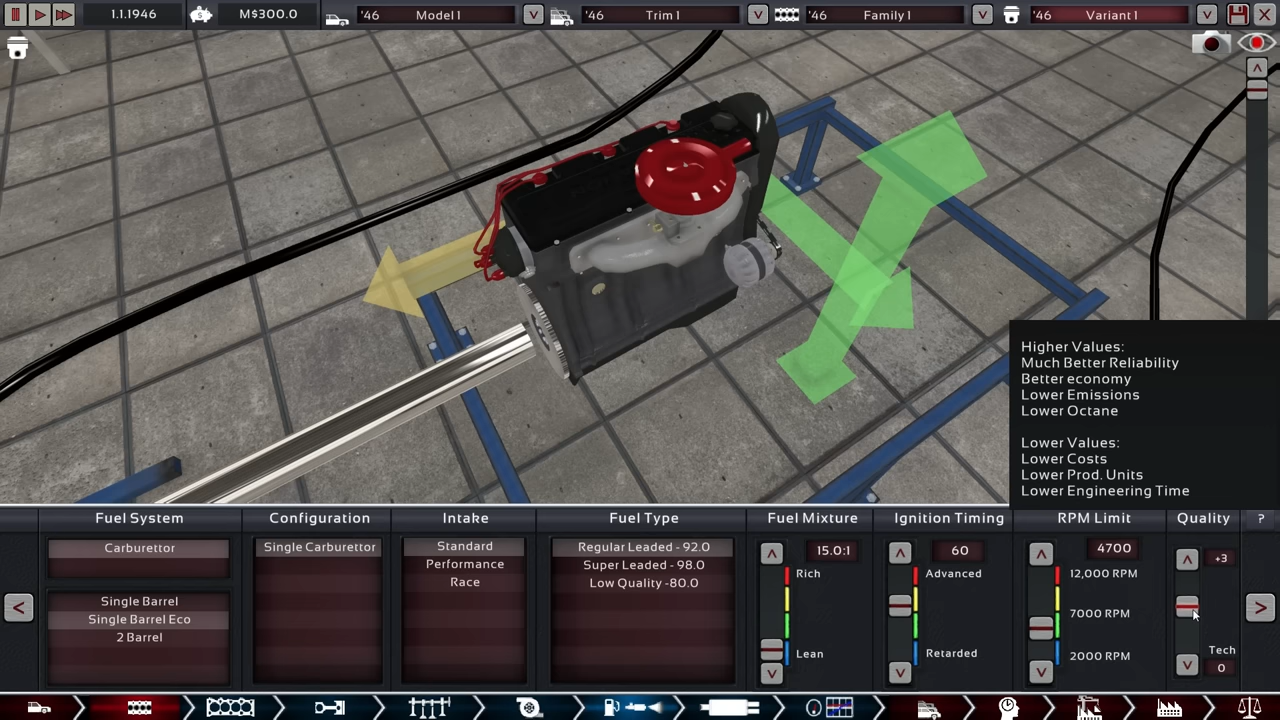 1.1.1946
M$300.0
'46 Model 1
'46 Trim 1
'46 Family 1
'46 Variant 1
Higher Values:
Much Better Reliability
Better economy
Lower Emissions
Lower Octane
Lower Values:
Lower Costs
Lower Prod. Units
Lower Engineering Time
Fuel System
Configuration
Intake
Fuel Type
Fuel Mixture
Ignition Timing
RPM Limit
Quality
?
Carburettor
Single Barrel
Single Barrel Eco
2 Barrel
Single Carburettor
Standard
Performance
Race
Regular Leaded - 92.0
Super Leaded - 98.0
Low Quality -80.0
15.0:1
Rich
Lean
60
Advanced
Retarded
4700
12,000 RPM
7000 RPM
2000 RPM
+3
Tech
0